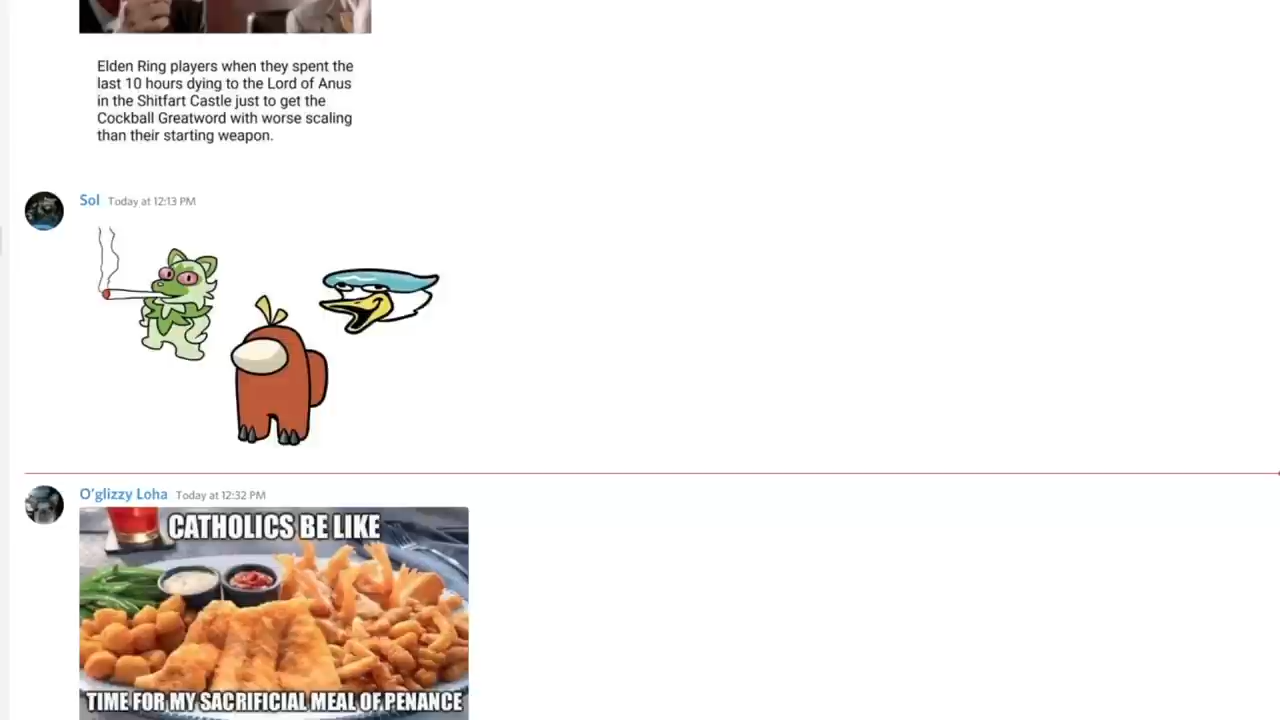 Elden Ring players when they spent the
last 10 hours dying to the Lord of Anus
in the Shitfart Castle just to get the
Cockball Greatword with worse scaling
than their starting weapon.
Sol Today at 12:13 PM
O'glizzy Loha Today at 12:32 PM
CATHOLICS BE LIKE
TIME FOR MY SACRIFICIAL MEAL OF PENANCE